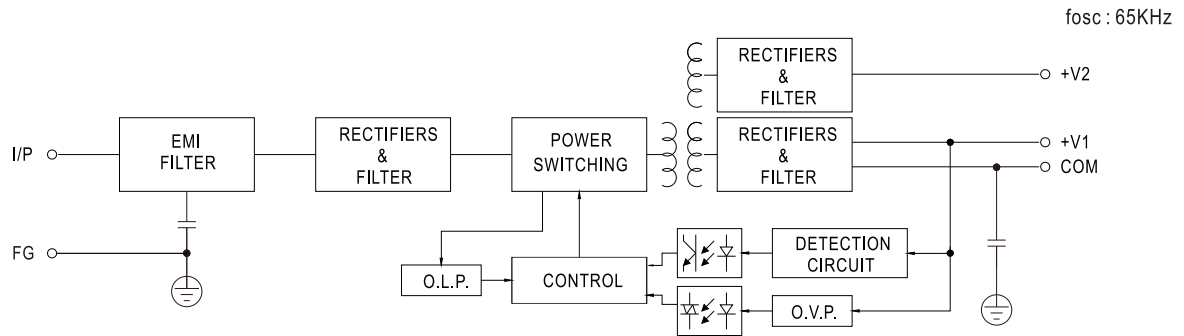 fosc : 65KHz
RECTIFIERS
&
FILTER
+V2
I/P
EMI
FILTER
RECTIFIERS
&
FILTER
POWER
SWITCHING
RECTIFIERS
&
FILTER
+V1
COM
FG
O.L.P.
CONTROL
DETECTION
CIRCUIT
O.V.P.